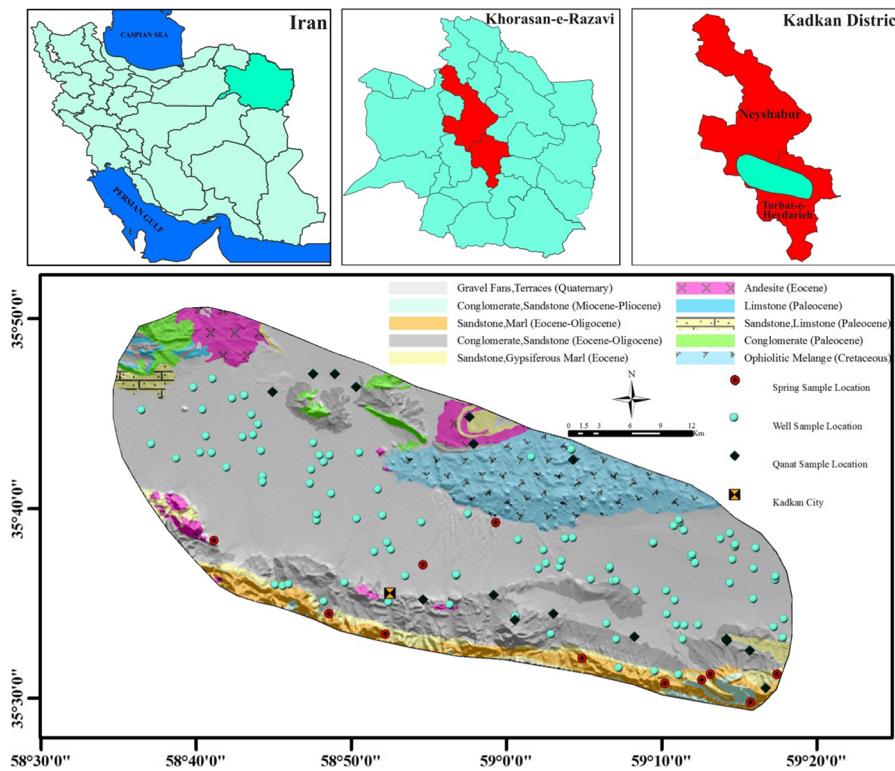 Iran
CASPIAN SEA
PERSIAN GULF
Khorasan-e-Razavi
Kadkan District
Neyshabur
Torbat-e-
Heydarieh
Gravel Fans,Terraces (Quaternary)
Conglomerate,Sandstone (Miocene-Pliocene)
Sandstone,Marl (Eocene-Oligocene)
Conglomerate,Sandstone (Eocene-Oligocene)
Sandstone,Gypsiferous Marl (Eocene)
Andesite (Eocene)
Limstone (Paleocene)
Sandstone,Limstone (Paleocene)
Conglomerate (Paleocene)
Ophiolitic Melange (Cretaceous)
Spring Sample Location
Well Sample Location
Qanat Sample Location
Kadkan City
N
0 1.5 3 6 9 12
Km
35°50'0"
35°40'0"
35°30'0"
58°30'0" 58°40'0" 58°50'0" 59°0'0" 59°10'0" 59°20'0"